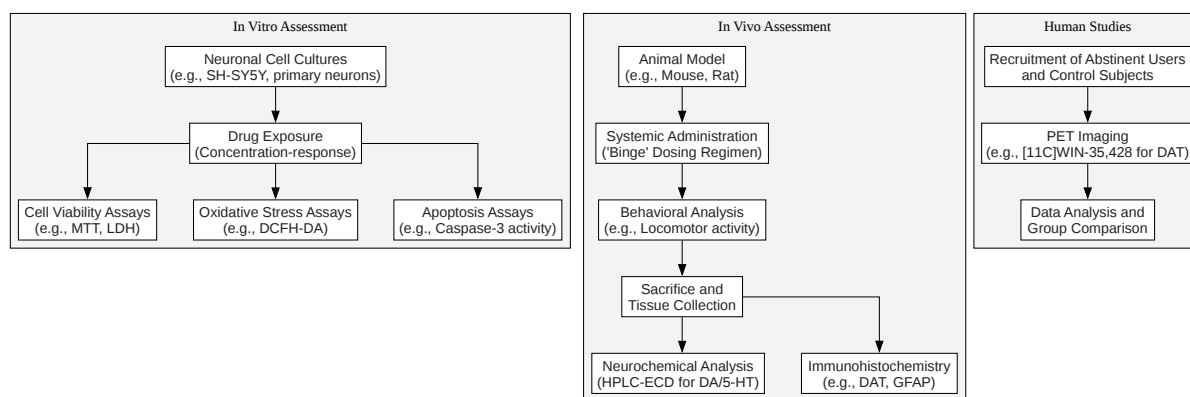 In Vitro Assessment
Neuronal Cell Cultures
(e.g., SH-SY5Y, primary neurons)
Drug Exposure
(Concentration-response)
Cell Viability Assays
(e.g., MTT, LDH)
Oxidative Stress Assays
(e.g., DCFH-DA)
Apoptosis Assays
(e.g., Caspase-3 activity)
In Vivo Assessment
Animal Model
(e.g., Mouse, Rat)
Systemic Administration
('Binge' Dosing Regimen)
Behavioral Analysis
(e.g., Locomotor activity)
Sacrifice and
Tissue Collection
Neurochemical Analysis
(HPLC-ECD for DA/5-HT)
Immunohistochemistry
(e.g., DAT, GFAP)
Human Studies
Recruitment of Abstinent Users
and Control Subjects
PET Imaging
(e.g., [11C]WIN-35,428 for DAT)
Data Analysis and
Group Comparison